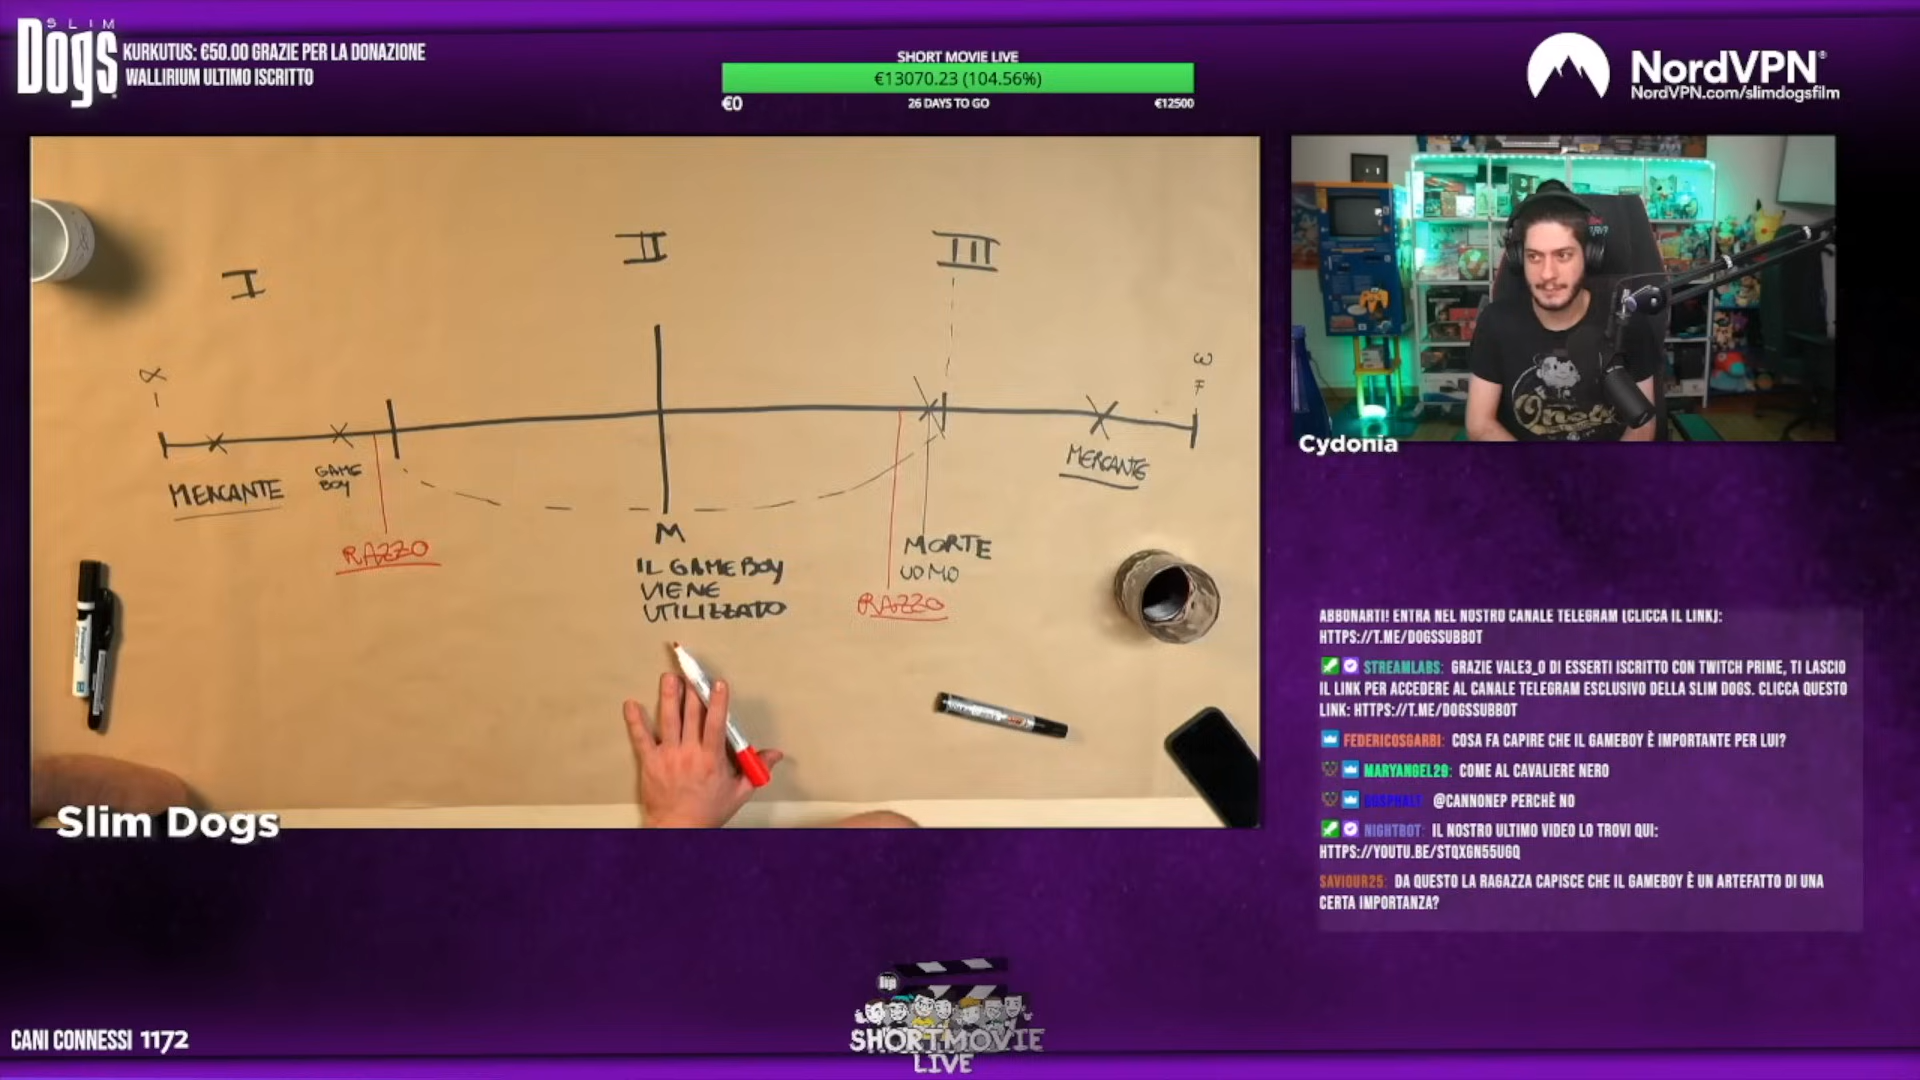 SLIM
Dogs
KURKUTUS: €50.00 GRAZIE PER LA DONAZIONE
WALLIRIUM ULTIMO ISCRITTO
SHORT MOVIE LIVE
€13070.23 (104.56%)
€0
26 DAYS TO GO
€12500
NordVPN®
NordVPN.com/slimdogsfilm
I
II
III
α
I
ω
F
MERCANTE
GAME
BOY
RAZZO
M
IL GAMEBOY
VIENE
UTILIZZATO
MORTE
UOMO
RAZZO
MERCANTE
Slim Dogs
Cydonia
ABBONARTI! ENTRA NEL NOSTRO CANALE TELEGRAM (CLICCA IL LINK):
HTTPS://T.ME/DOGSSUBBOT
STREAMLABS: GRAZIE VALE3_0 DI ESSERTI ISCRITTO CON TWITCH PRIME, TI LASCIO
IL LINK PER ACCEDERE AL CANALE TELEGRAM ESCLUSIVO DELLA SLIM DOGS. CLICCA QUESTO
LINK: HTTPS://T.ME/DOGSSUBBOT
FEDERICOSGARBI: COSA FA CAPIRE CHE IL GAMEBOY È IMPORTANTE PER LUI?
MARYANGEL29: COME AL CAVALIERE NERO
@CANNONEP PERCHÈ NO
NIGHTBOT: IL NOSTRO ULTIMO VIDEO LO TROVI QUI:
HTTPS://YOUTU.BE/STQXGN55UGQ
SAVIOUR25: DA QUESTO LA RAGAZZA CAPISCE CHE IL GAMEBOY È UN ARTEFATTO DI UNA
CERTA IMPORTANZA?
CANI CONNESSI 1172
SHORTMOVIE
LIVE